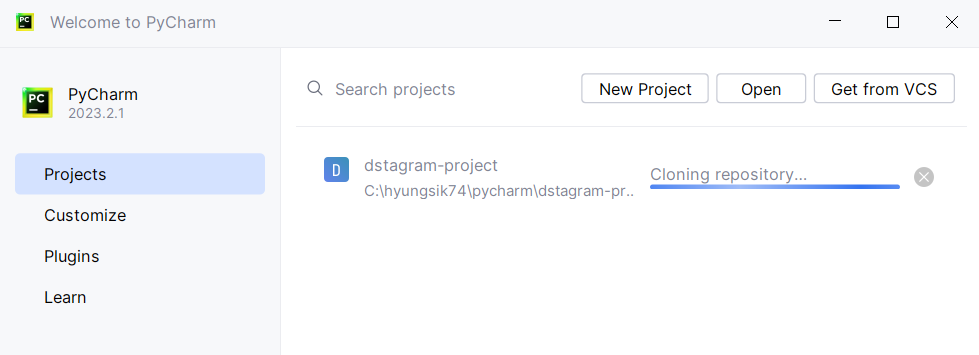 PC
Welcome to PyCharm
PC
PyCharm
2023.2.1
Projects
Customize
Plugins
Learn
Search projects
New Project
Open
Get from VCS
D
dstagram-project
C:\hyungsik74\pycharm\dstagram-pr..
Cloning repository...